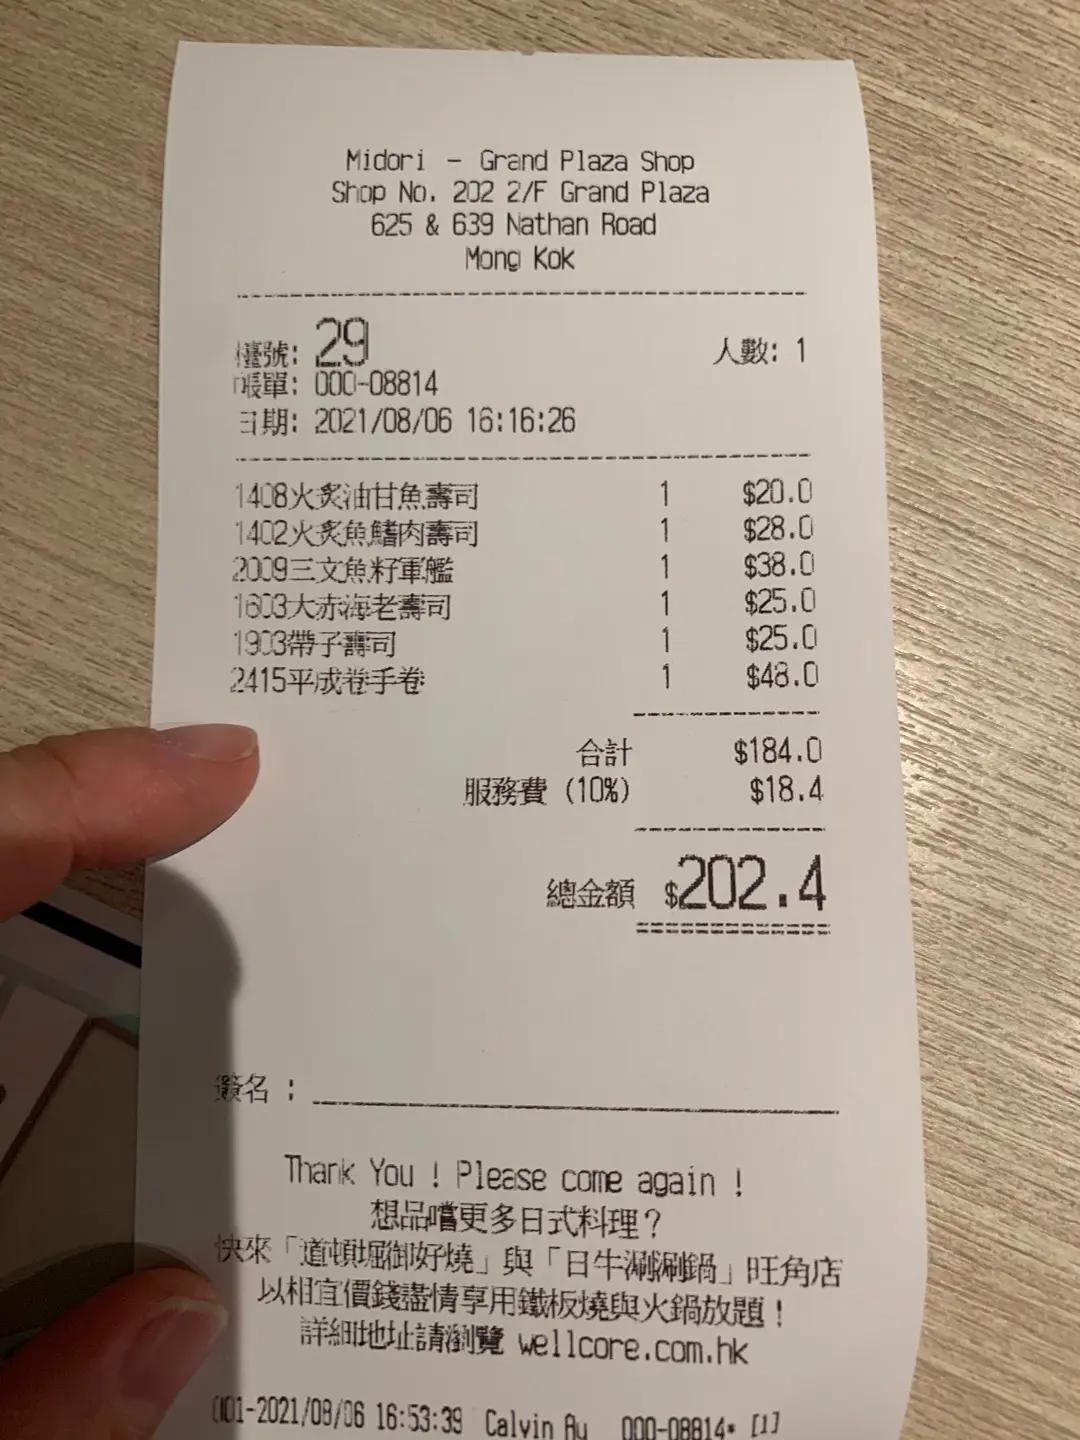 Midori - Grand Plaza Shop
Shop No. 202 2/F Grand Plaza
625 & 639 Nathan Road
Mong Kok
檯號: 29 人數: 1
帳單: 000-08814
日期: 2021/08/06 16:16:26
1408火炙油甘魚壽司 1 $20.0
1402火炙魚鰭肉壽司 1 $28.0
2009三文魚籽軍艦 1 $38.0
1603大赤海老壽司 1 $25.0
1903帶子壽司 1 $25.0
2415平成卷手卷 1 $48.0
合計 $184.0
服務費 (10%) $18.4
總金額 $202.4
簽名 :
Thank You ! Please come again !
想品嚐更多日式料理？
快來「道頓堀御好燒」與「日牛涮涮鍋」旺角店
以相宜價錢盡情享用鐵板燒與火鍋放題！
詳細地址請瀏覽 wellcore.com.hk
001-2021/08/06 16:53:39 Calvin Au 000-08814* [1]